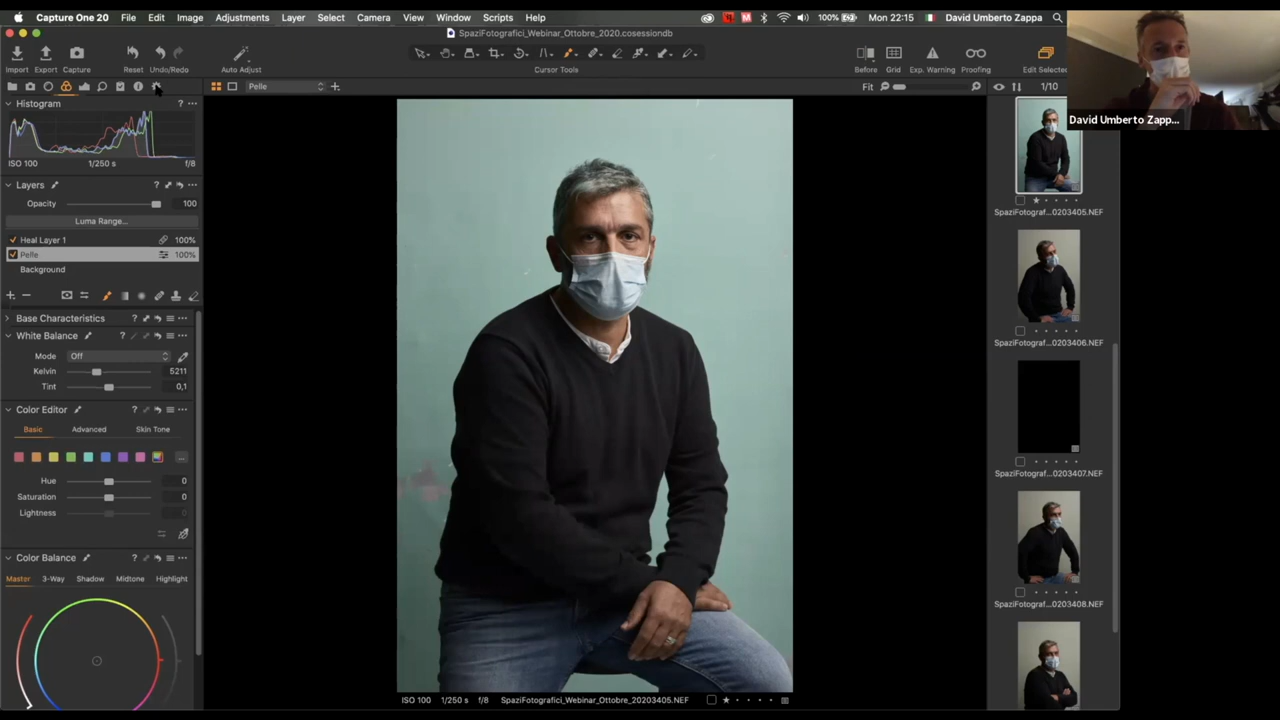 Capture One 20 File Edit Image Adjustments Layer Select Camera View Window Scripts Help 100% Mon 22:15 David Umberto Zappa
SpaziFotografici_Webinar_Ottobre_2020.cosessiondb
Import Export Capture Reset Undo/Redo Auto Adjust Cursor Tools Before Grid Exp. Warning Proofing Edit Selected
David Umberto Zapp...
Pelle Fit 1/10
Histogram ? ...
ISO 100 1/250 s f/8
Layers ? ...
Opacity 100
Luma Range...
Heal Layer 1 100%
Pelle 100%
Background
Base Characteristics ? ...
White Balance ? ...
Mode Off
Kelvin 5211
Tint 0,1
Color Editor ? ...
Basic Advanced Skin Tone
...
Hue 0
Saturation 0
Lightness 0
Color Balance ? ...
Master 3-Way Shadow Midtone Highlight
ISO 100 1/250 s f/8 SpaziFotografici_Webinar_Ottobre_20203405.NEF
SpaziFotograf...0203405.NEF
SpaziFotograf...0203406.NEF
SpaziFotograf...0203407.NEF
SpaziFotograf...0203408.NEF